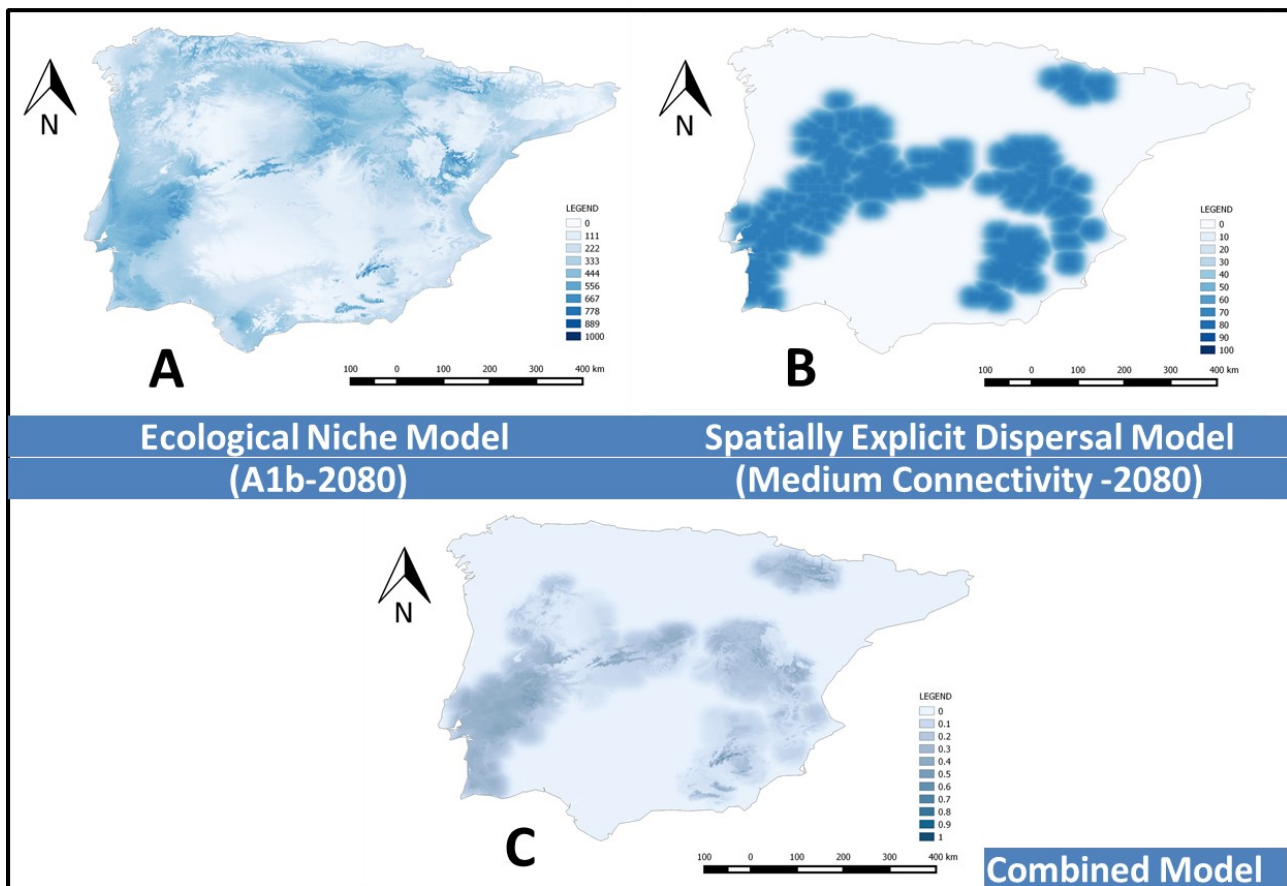 N
LEGEND
0
111
222
333
444
556
667
778
889
1000
A
100 0 100 200 300 400 km
N
LEGEND
0
10
20
30
40
50
60
70
80
90
100
B
100 0 100 200 300 400 km
Ecological Niche Model
(A1b-2080)
Spatially Explicit Dispersal Model
(Medium Connectivity -2080)
N
LEGEND
0
0.1
0.2
0.3
0.4
0.5
0.6
0.7
0.8
0.9
1
C
100 0 100 200 300 400 km
Combined Model